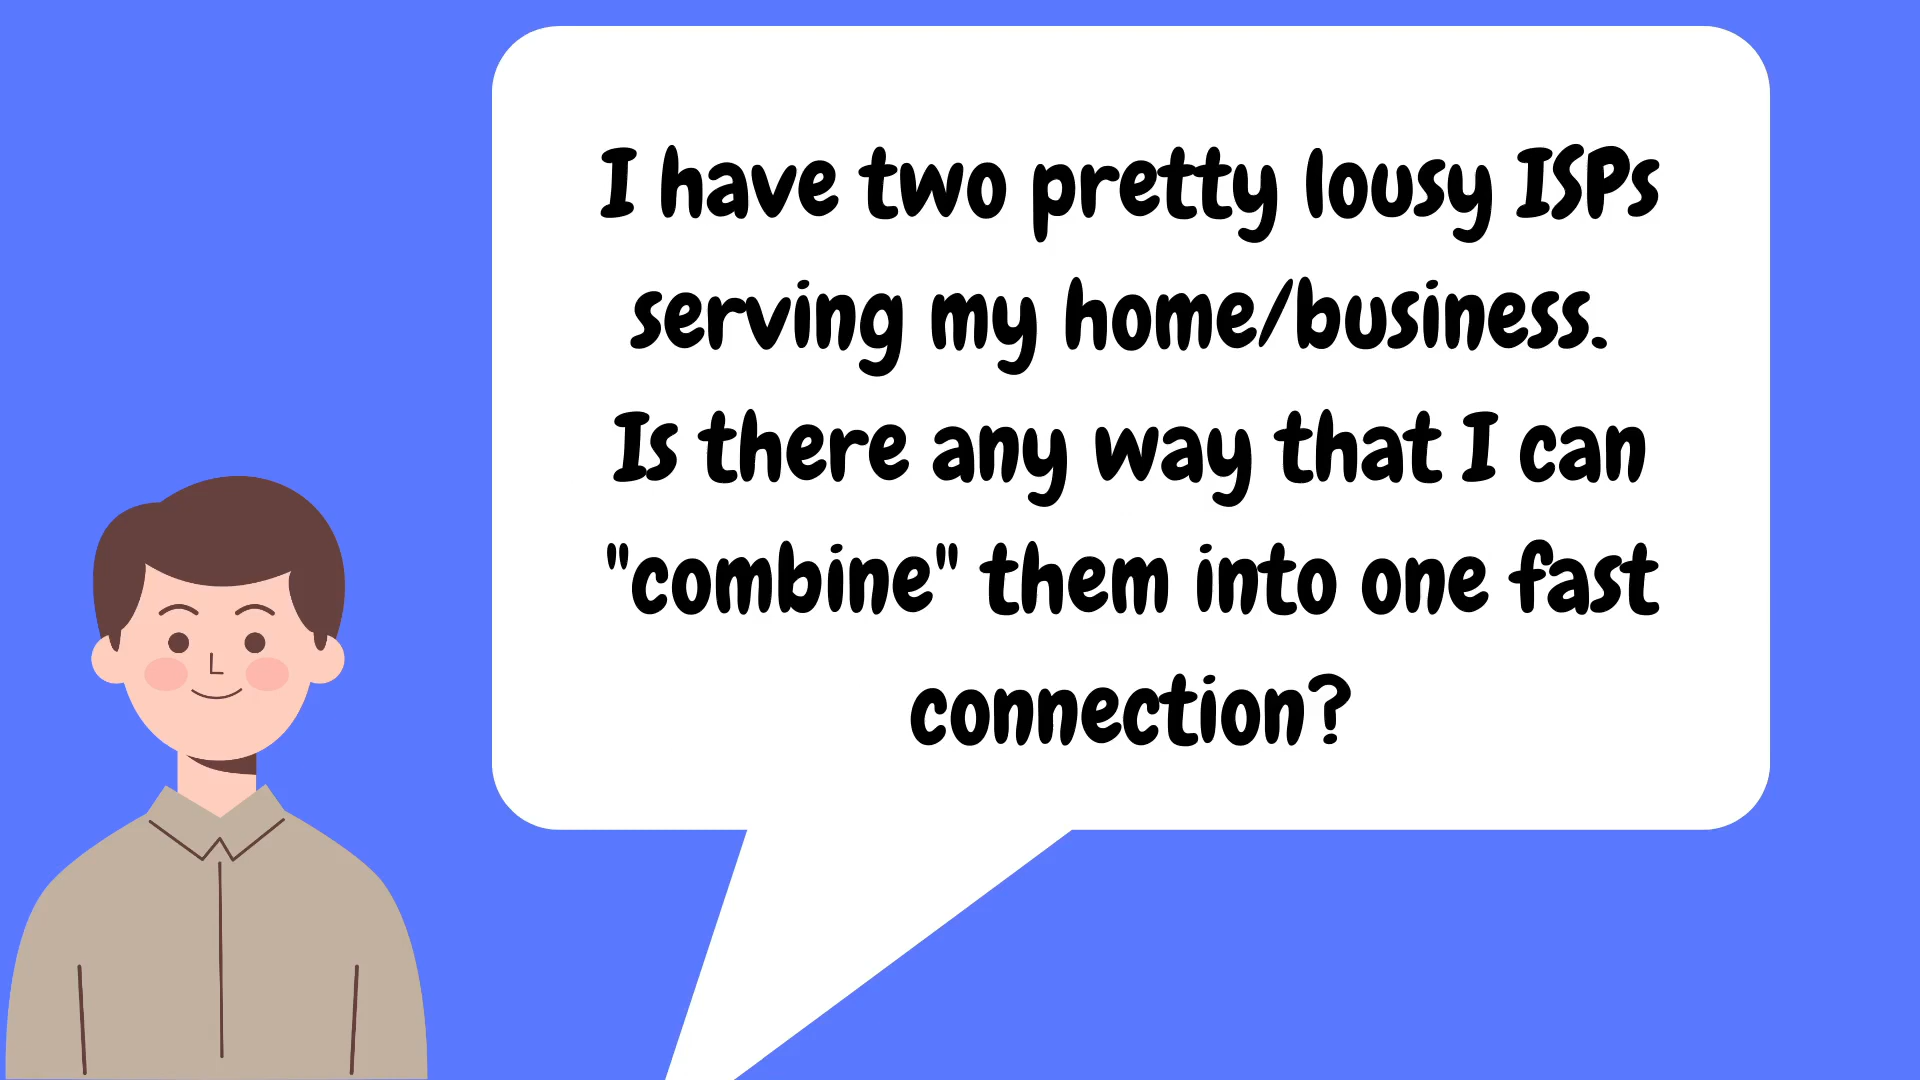 I have two pretty lousy ISPs
serving my home/business.
Is there any way that I can
"combine" them into one fast
connection?